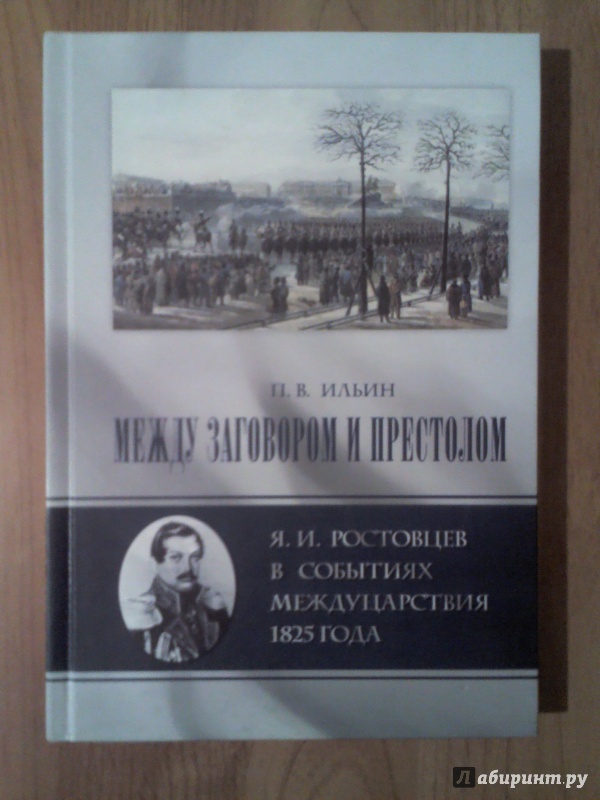 П. В. ИЛЬИН
МЕЖДУ ЗАГОВОРОМ И ПРЕСТОЛОМ
Я. И. РОСТОВЦЕВ
В СОБЫТИЯХ
МЕЖДУЦАРСТВИЯ
1825 ГОДА
Лабиринт.ру